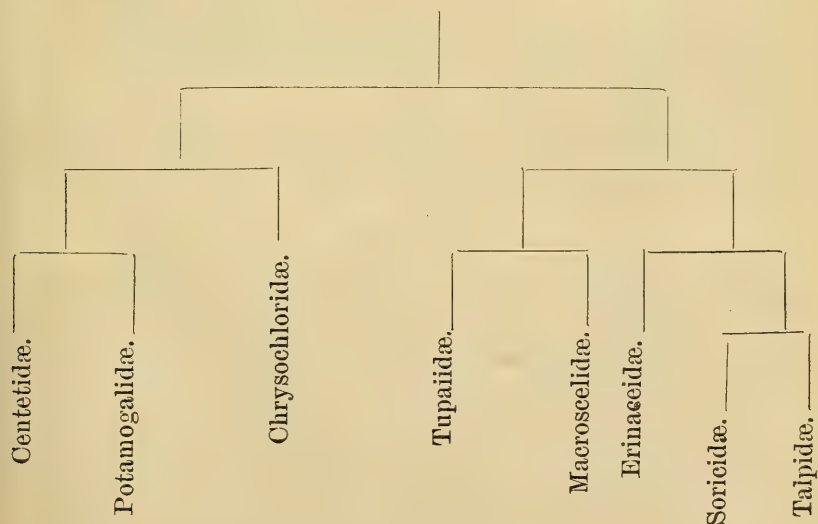 Centetidæ.
Potamogalidæ.
Chrysochloridæ.
Tupaiidæ.
Macroscelidæ.
Erinaceidæ.
Soricidæ.
Talpidæ.